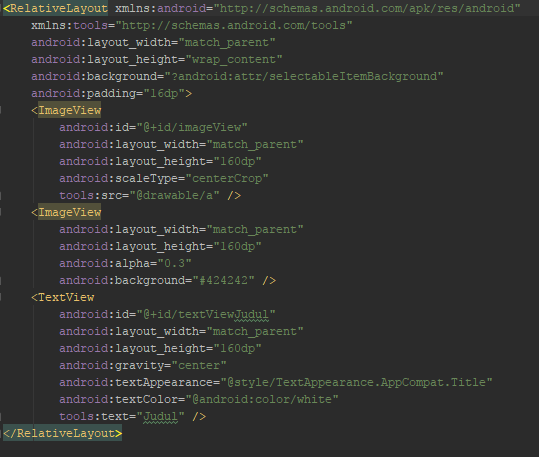 <RelativeLayout xmlns:android="http://schemas.android.com/apk/res/android"
    xmlns:tools="http://schemas.android.com/tools"
    android:layout_width="match_parent"
    android:layout_height="wrap_content"
    android:background="?android:attr/selectableItemBackground"
    android:padding="16dp">
    <ImageView
        android:id="@+id/imageView"
        android:layout_width="match_parent"
        android:layout_height="160dp"
        android:scaleType="centerCrop"
        tools:src="@drawable/a" />
    <ImageView
        android:layout_width="match_parent"
        android:layout_height="160dp"
        android:alpha="0.3"
        android:background="#424242" />
    <TextView
        android:id="@+id/textViewJudul"
        android:layout_width="match_parent"
        android:layout_height="160dp"
        android:gravity="center"
        android:textAppearance="@style/TextAppearance.AppCompat.Title"
        android:textColor="@android:color/white"
        tools:text="Judul" />
</RelativeLayout>